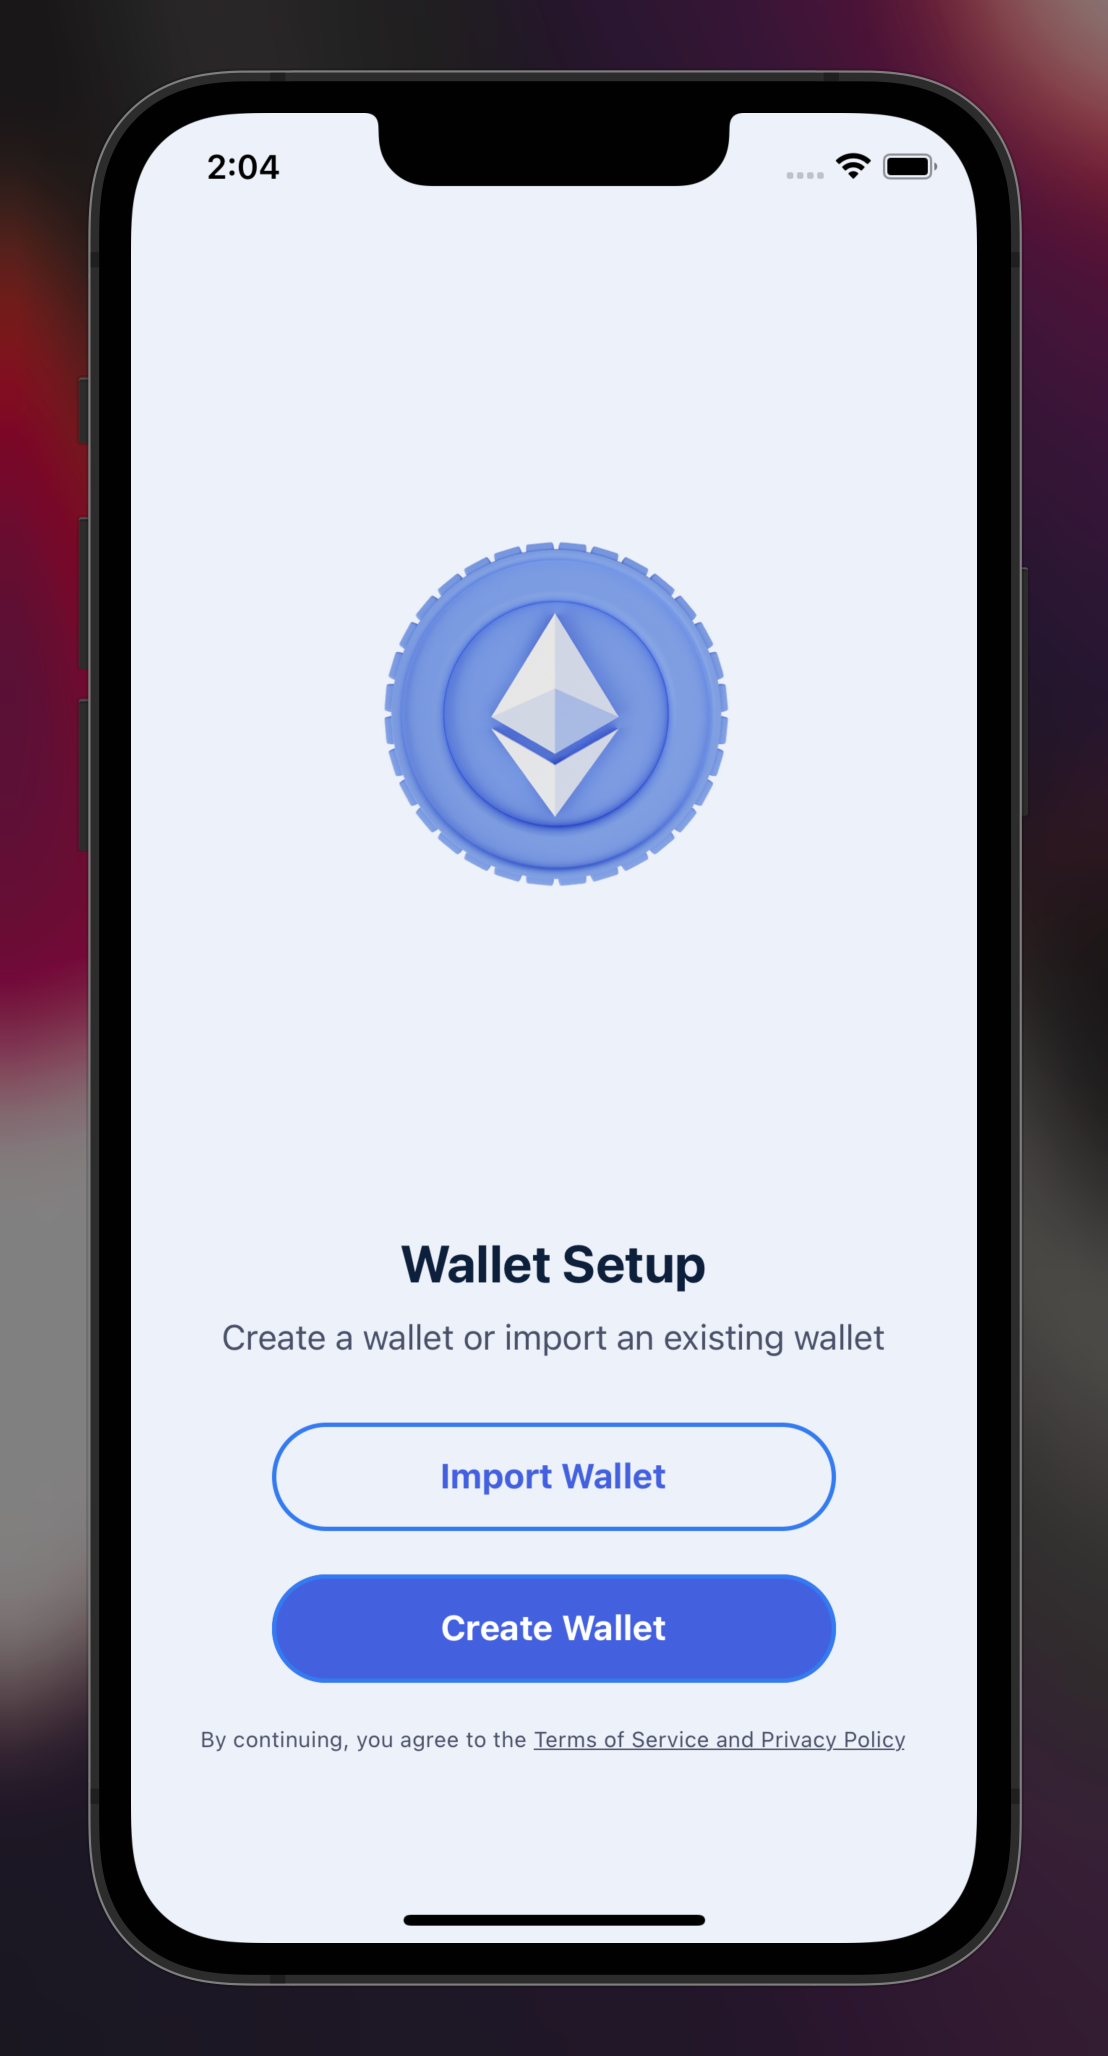 2:04
Wallet Setup
Create a wallet or import an existing wallet
Import Wallet
Create Wallet
By continuing, you agree to the Terms of Service and Privacy Policy